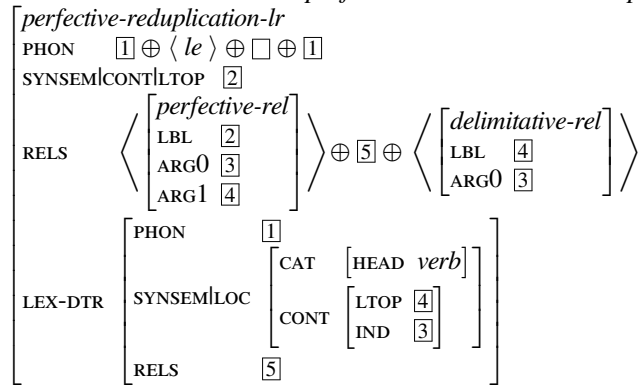 perfective-reduplication-lr
PHON 1 ⊕ ⟨ le ⟩ ⊕ □ ⊕ 1
SYNSEM|CONT|LTOP 2
RELS ⟨ [perfective-rel LBL 2 ARG0 3 ARG1 4] ⟩ ⊕ 5 ⊕ ⟨ [delimitative-rel LBL 4 ARG0 3] ⟩
LEX-DTR [PHON 1
SYNSEM|LOC [CAT [HEAD verb]
CONT [LTOP 4 IND 3]]
RELS 5]